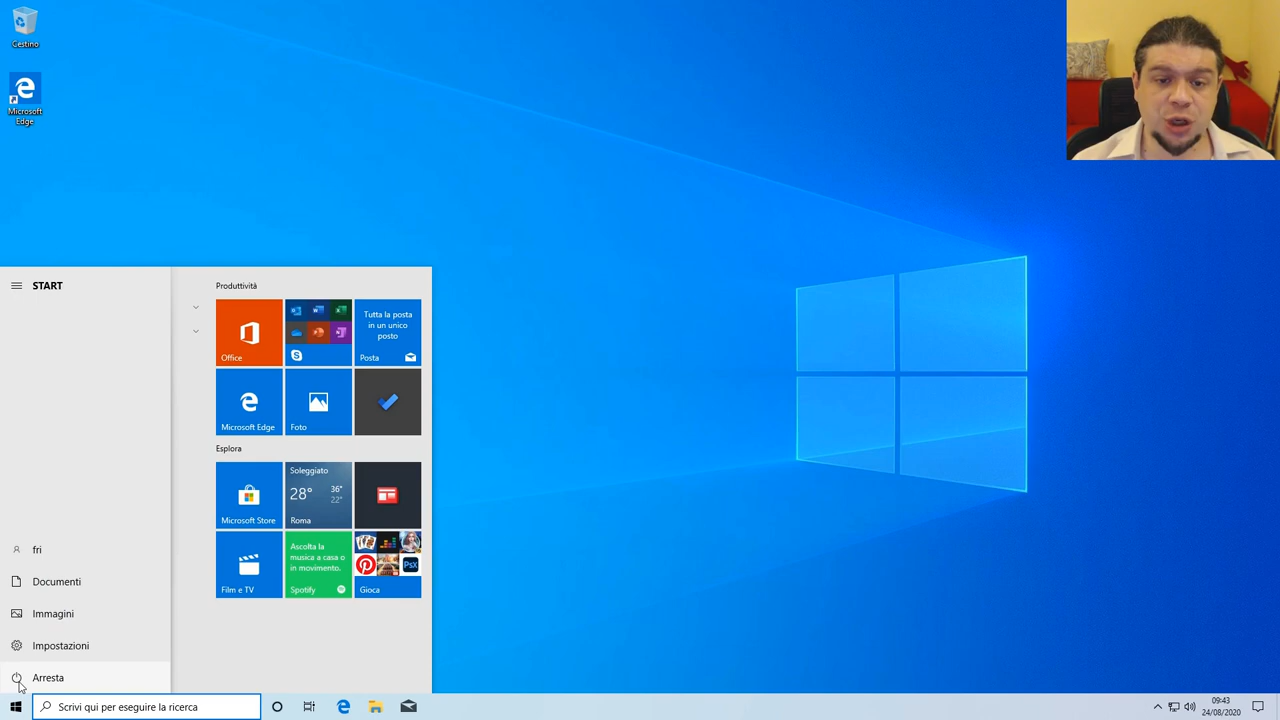 Cestino
Microsoft
Edge
START
fri
Documenti
Immagini
Impostazioni
Arresta
Produttività
Office
Tutta la posta
in un unico
posto
Posta
Microsoft Edge
Foto
Esplora
Microsoft Store
Soleggiato
28°
36°
22°
Roma
Film e TV
Ascolta la
musica a casa o
in movimento.
Spotify
Gioca
Scrivi qui per eseguire la ricerca
09:43
24/08/2020